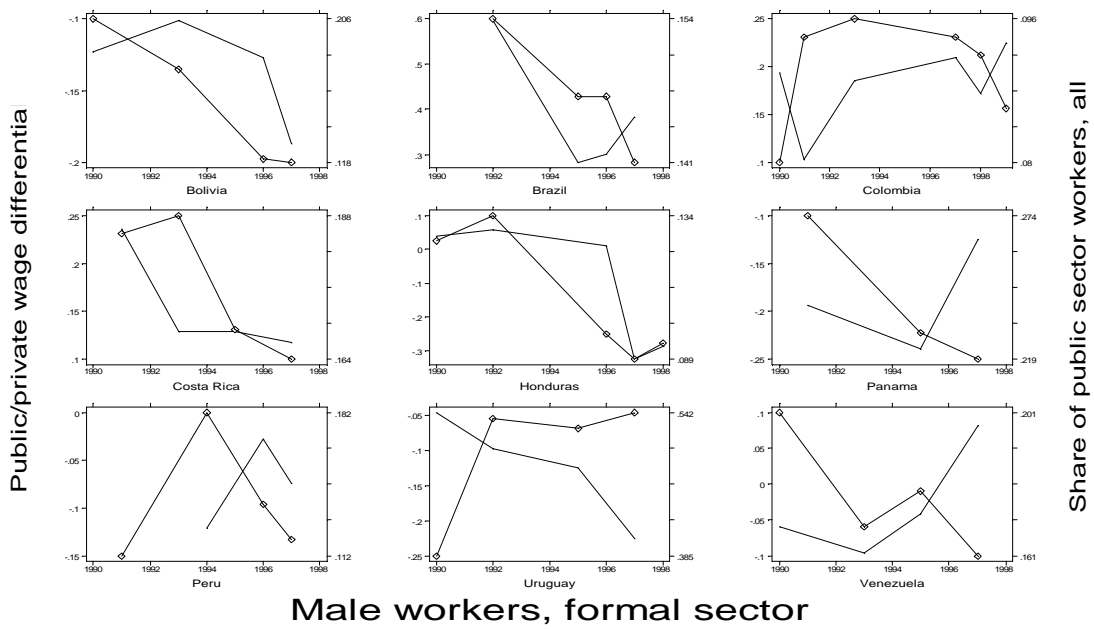 Public/private wage differentia
Share of public sector workers, all
-.1
-.15
-.2
.206
.118
1990 1992 1994 1996 1998
Bolivia
.6
.5
.4
.3
.154
.141
1990 1992 1994 1996 1998
Brazil
.25
.2
.15
.1
.096
.08
1990 1992 1994 1996 1998
Colombia
.25
.2
.1
.188
.164
1990 1992 1994 1996 1998
Costa Rica
.1
0
-.1
-.2
-.3
.134
.089
1990 1992 1994 1996 1998
Honduras
-.1
-.15
-.2
-.25
.274
.219
1990 1992 1994 1996 1998
Panama
0
-.05
-.1
-.15
.182
.112
1990 1992 1994 1996 1998
Peru
-.05
-.1
-.15
-.2
-.25
.542
.385
1990 1992 1994 1996 1998
Uruguay
.1
.05
0
-.05
-.1
.201
.161
1990 1992 1994 1996 1998
Venezuela
Male workers, formal sector